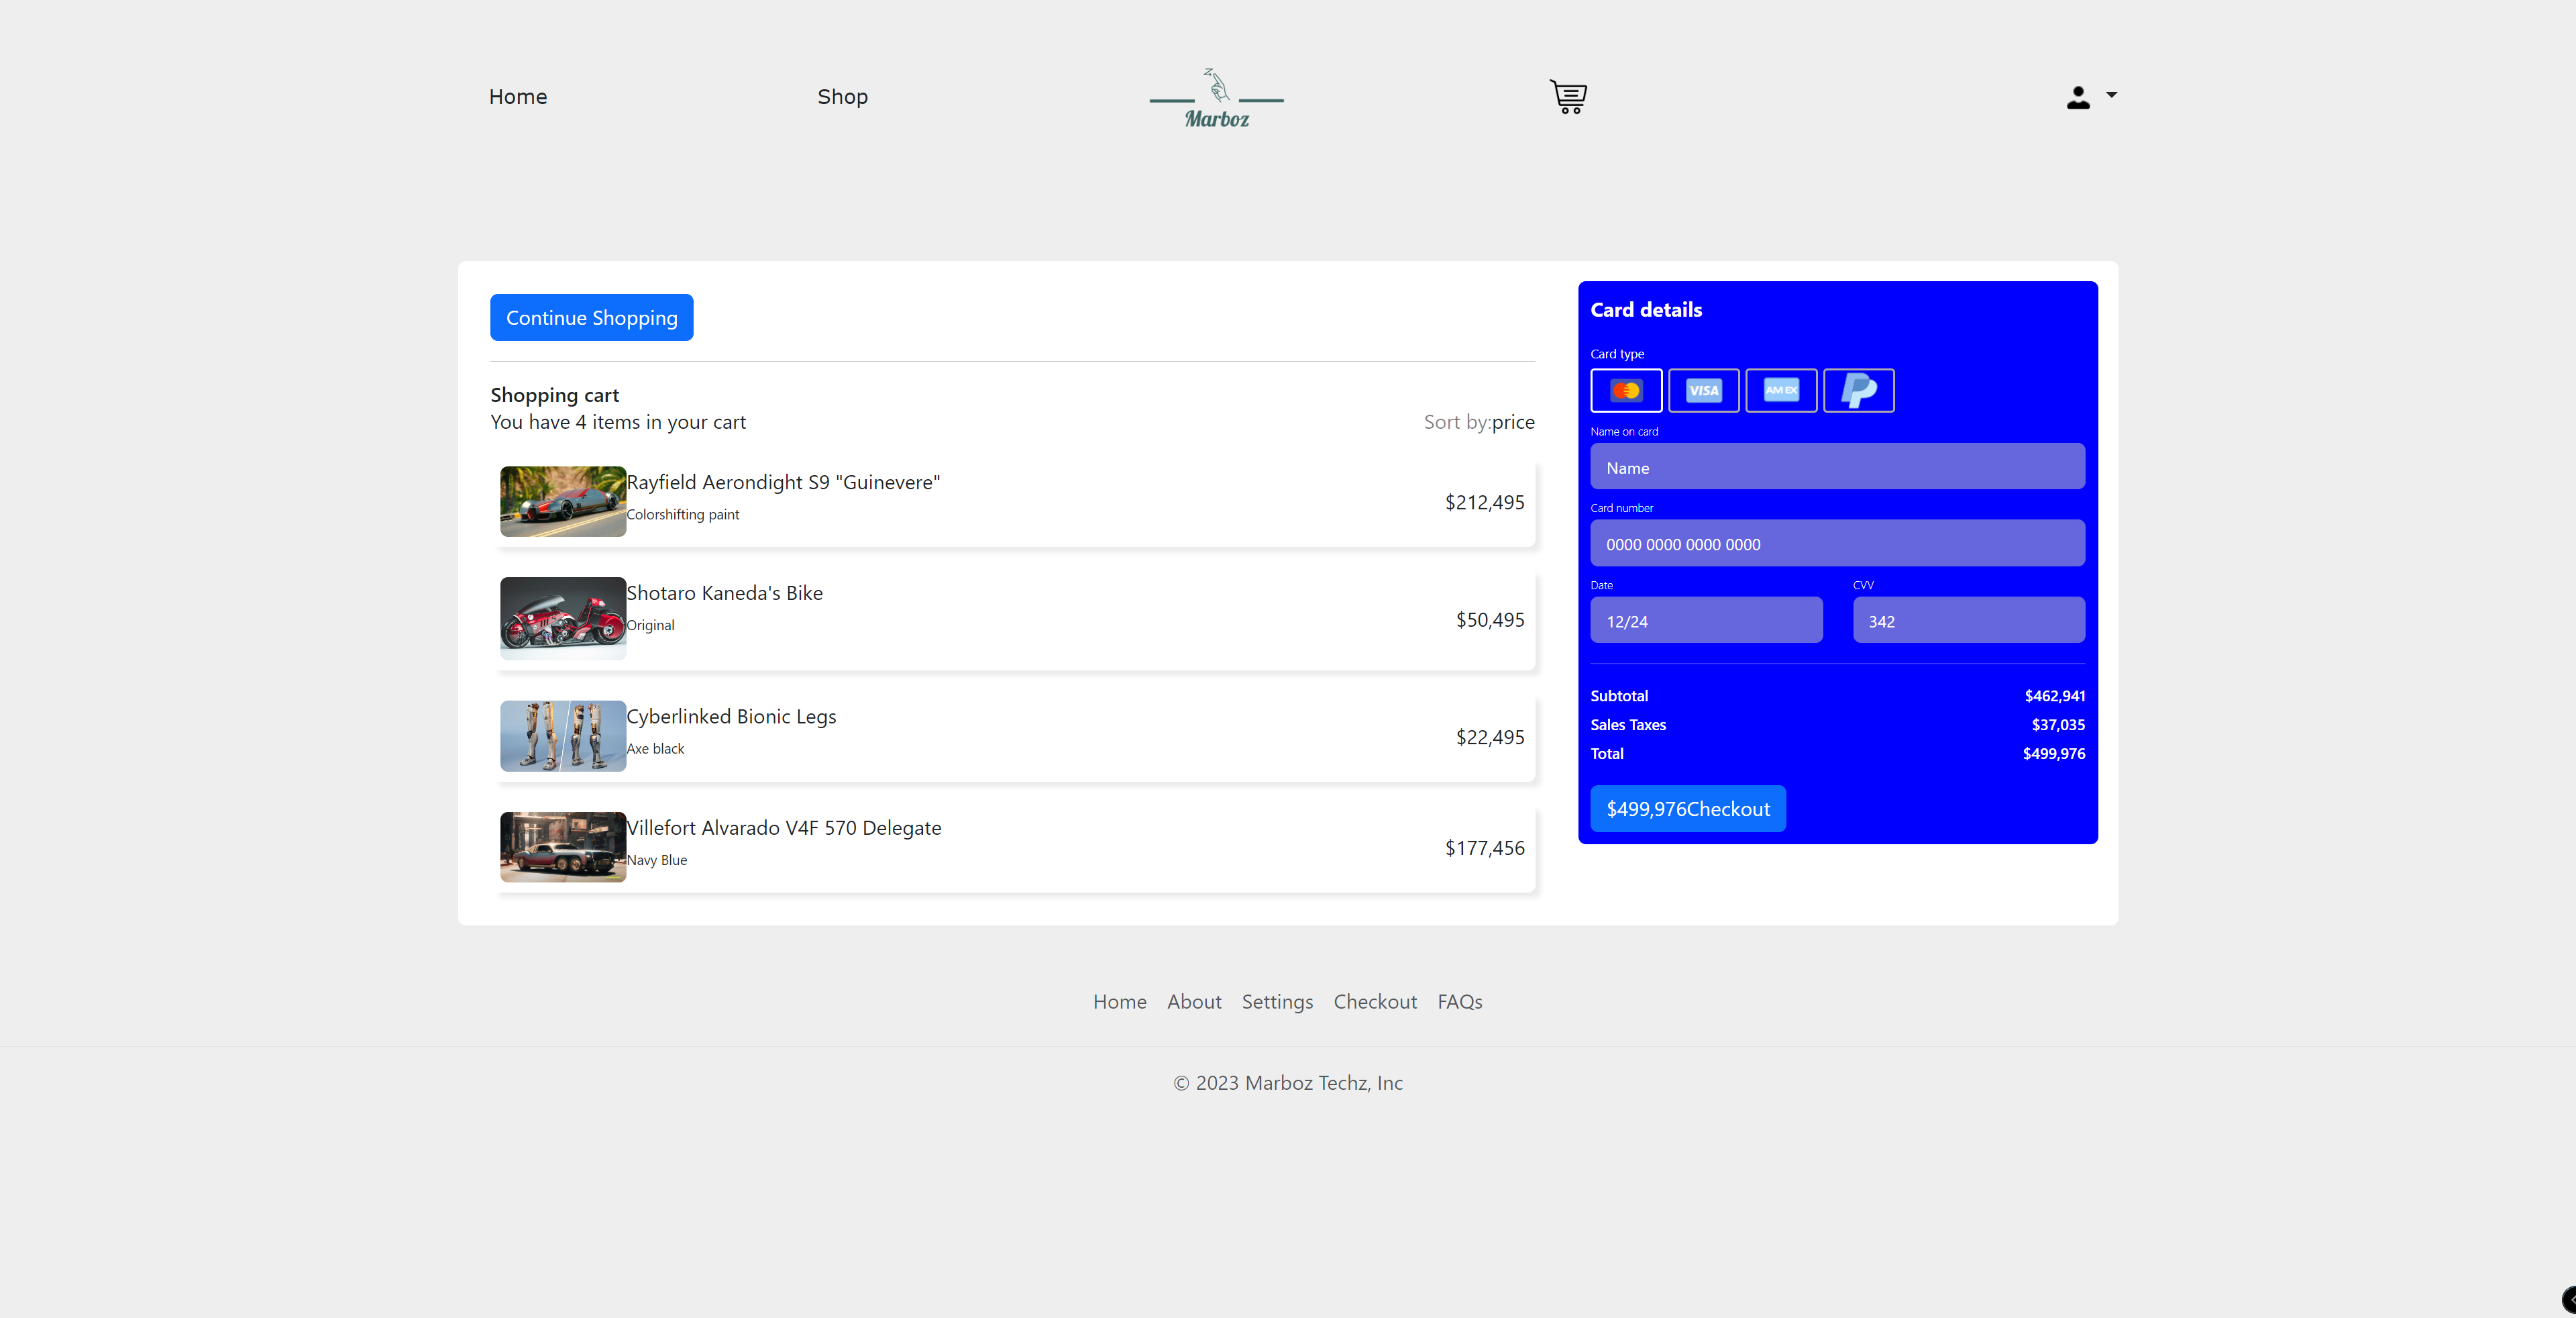 Home
Shop
Z
Marboz
Continue Shopping
Shopping cart
You have 4 items in your cart
Sort by:price
Rayfield Aerondight S9 "Guinevere"
Colorshifting paint
$212,495
Shotaro Kaneda's Bike
Original
$50,495
Cyberlinked Bionic Legs
Axe black
$22,495
Villefort Alvarado V4F 570 Delegate
Navy Blue
$177,456
Card details
Card type
VISA
AM EX
Name on card
Name
Card number
0000 0000 0000 0000
Date
CVV
12/24
342
Subtotal $462,941
Sales Taxes $37,035
Total $499,976
$499,976Checkout
Home About Settings Checkout FAQs
© 2023 Marboz Techz, Inc